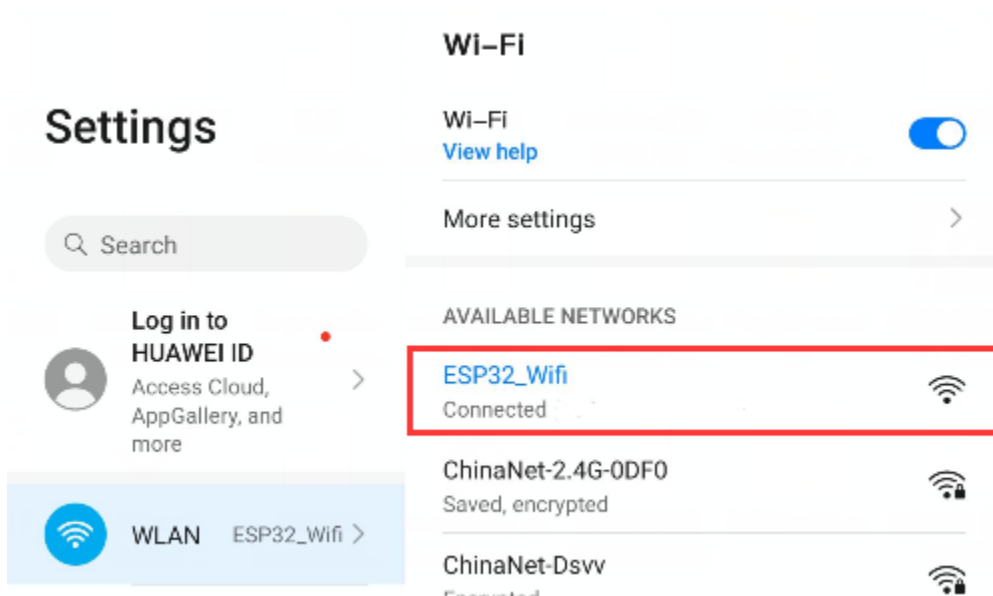 Settings
Search
Log in to
HUAWEI ID
Access Cloud,
AppGallery, and
more
WLAN ESP32_Wifi
Wi–Fi
Wi–Fi
View help
More settings
AVAILABLE NETWORKS
ESP32_Wifi
Connected
ChinaNet-2.4G-0DF0
Saved, encrypted
ChinaNet-Dsvv
Encrypted